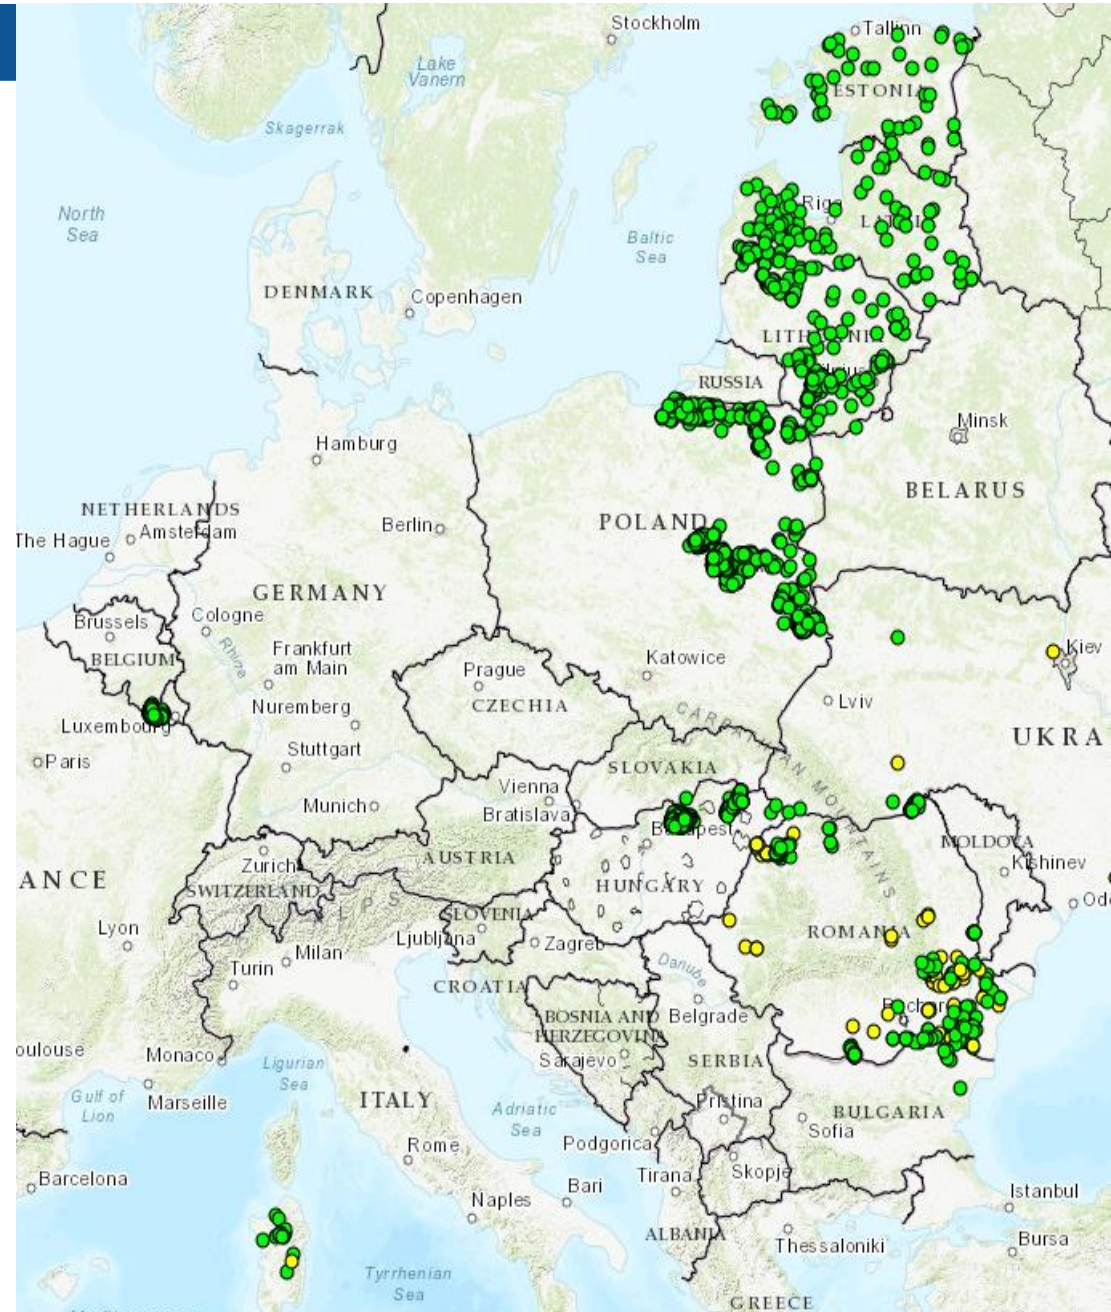 Stockholm
Tallinn
Lake
Vanern
ESTONIA
Skagerrak
North
Sea
Riga
Baltic
Sea
DENMARK
Copenhagen
LITHUANIA
RUSSIA
Minsk
Hamburg
BELARUS
NETHERLANDS
Amsterdam
The Hague
Berlin
POLAND
GERMANY
Brussels
Cologne
Rhine
Frankfurt
am Main
BELGIUM
Katowice
Kiev
Prague
CZECHIA
Nuremberg
Luxembourg
Lviv
Paris
Stuttgart
UKRA
SLOVAKIA
Vienna
Bratislava
Munich
Budapest
MOLDOVA
Kishinev
Zurich
AUSTRIA
ANCE
SWITZERLAND
HUNGARY
Lyon
SLOVENIA
Ljubljana
Zagreb
ROMANIA
Milan
Turin
Danube
CROATIA
BOSNIA AND
HERZEGOVINA
Belgrade
Sarajevo
SERBIA
oulouse
Monaco
Ligurian
Sea
Gulf of
Lion
Marseille
ITALY
Adriatic
Sea
Pristina
BULGARIA
Sofia
Podgorica
Rome
Tirana
Skopje
Barcelona
Naples
Bari
Istanbul
ALBANIA
Thessaloniki
Bursa
Tyrrhenian
Sea
GREECE